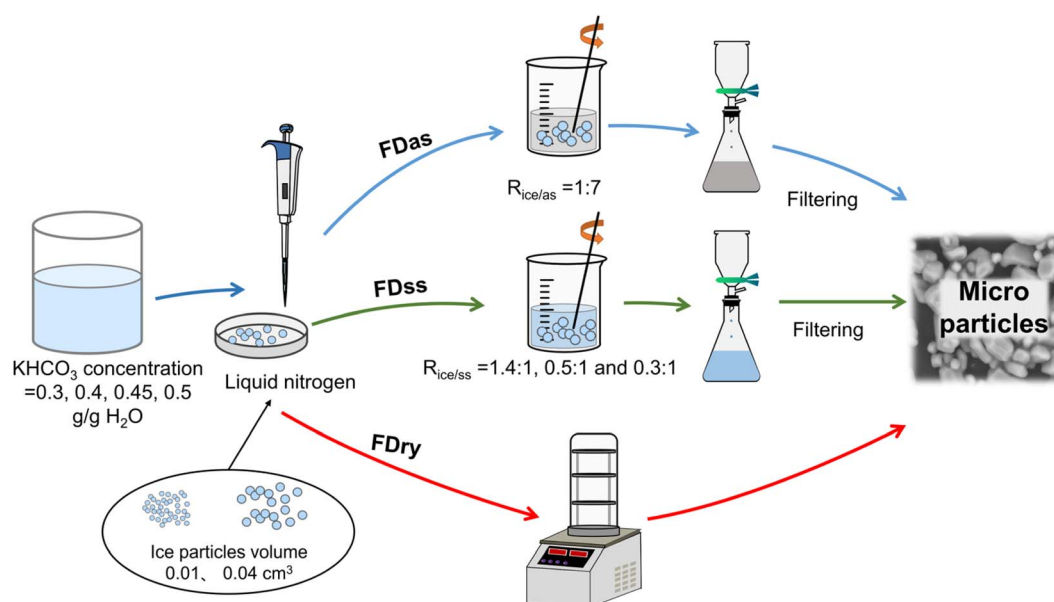 FDas
R_ice/as =1:7
Filtering
KHCO₃ concentration
=0.3, 0.4, 0.45, 0.5
g/g H₂O
Liquid nitrogen
FDss
R_ice/ss =1.4:1, 0.5:1 and 0.3:1
Filtering
Micro
particles
FDry
Ice particles volume
0.01、 0.04 cm³